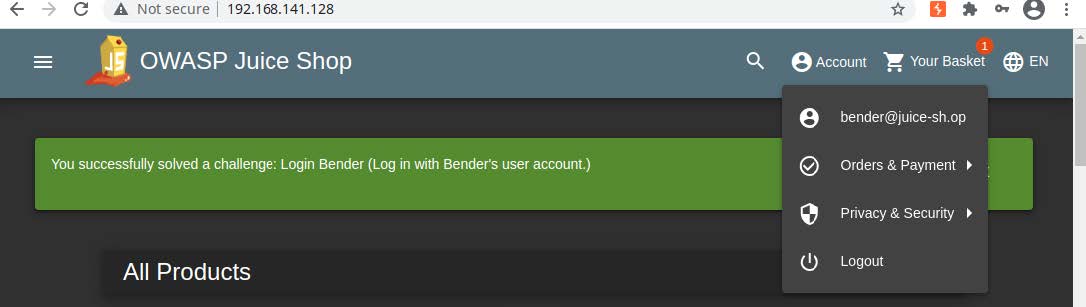 Not secure | 192.168.141.128
OWASP Juice Shop
Account
Your Basket
1
EN
You successfully solved a challenge: Login Bender (Log in with Bender's user account.)
bender@juice-sh.op
Orders & Payment
Privacy & Security
Logout
All Products